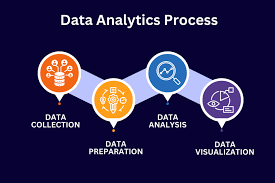 Data Analytics Process
DATA
COLLECTION
DATA
PREPARATION
DATA
ANALYSIS
DATA
VISUALIZATION